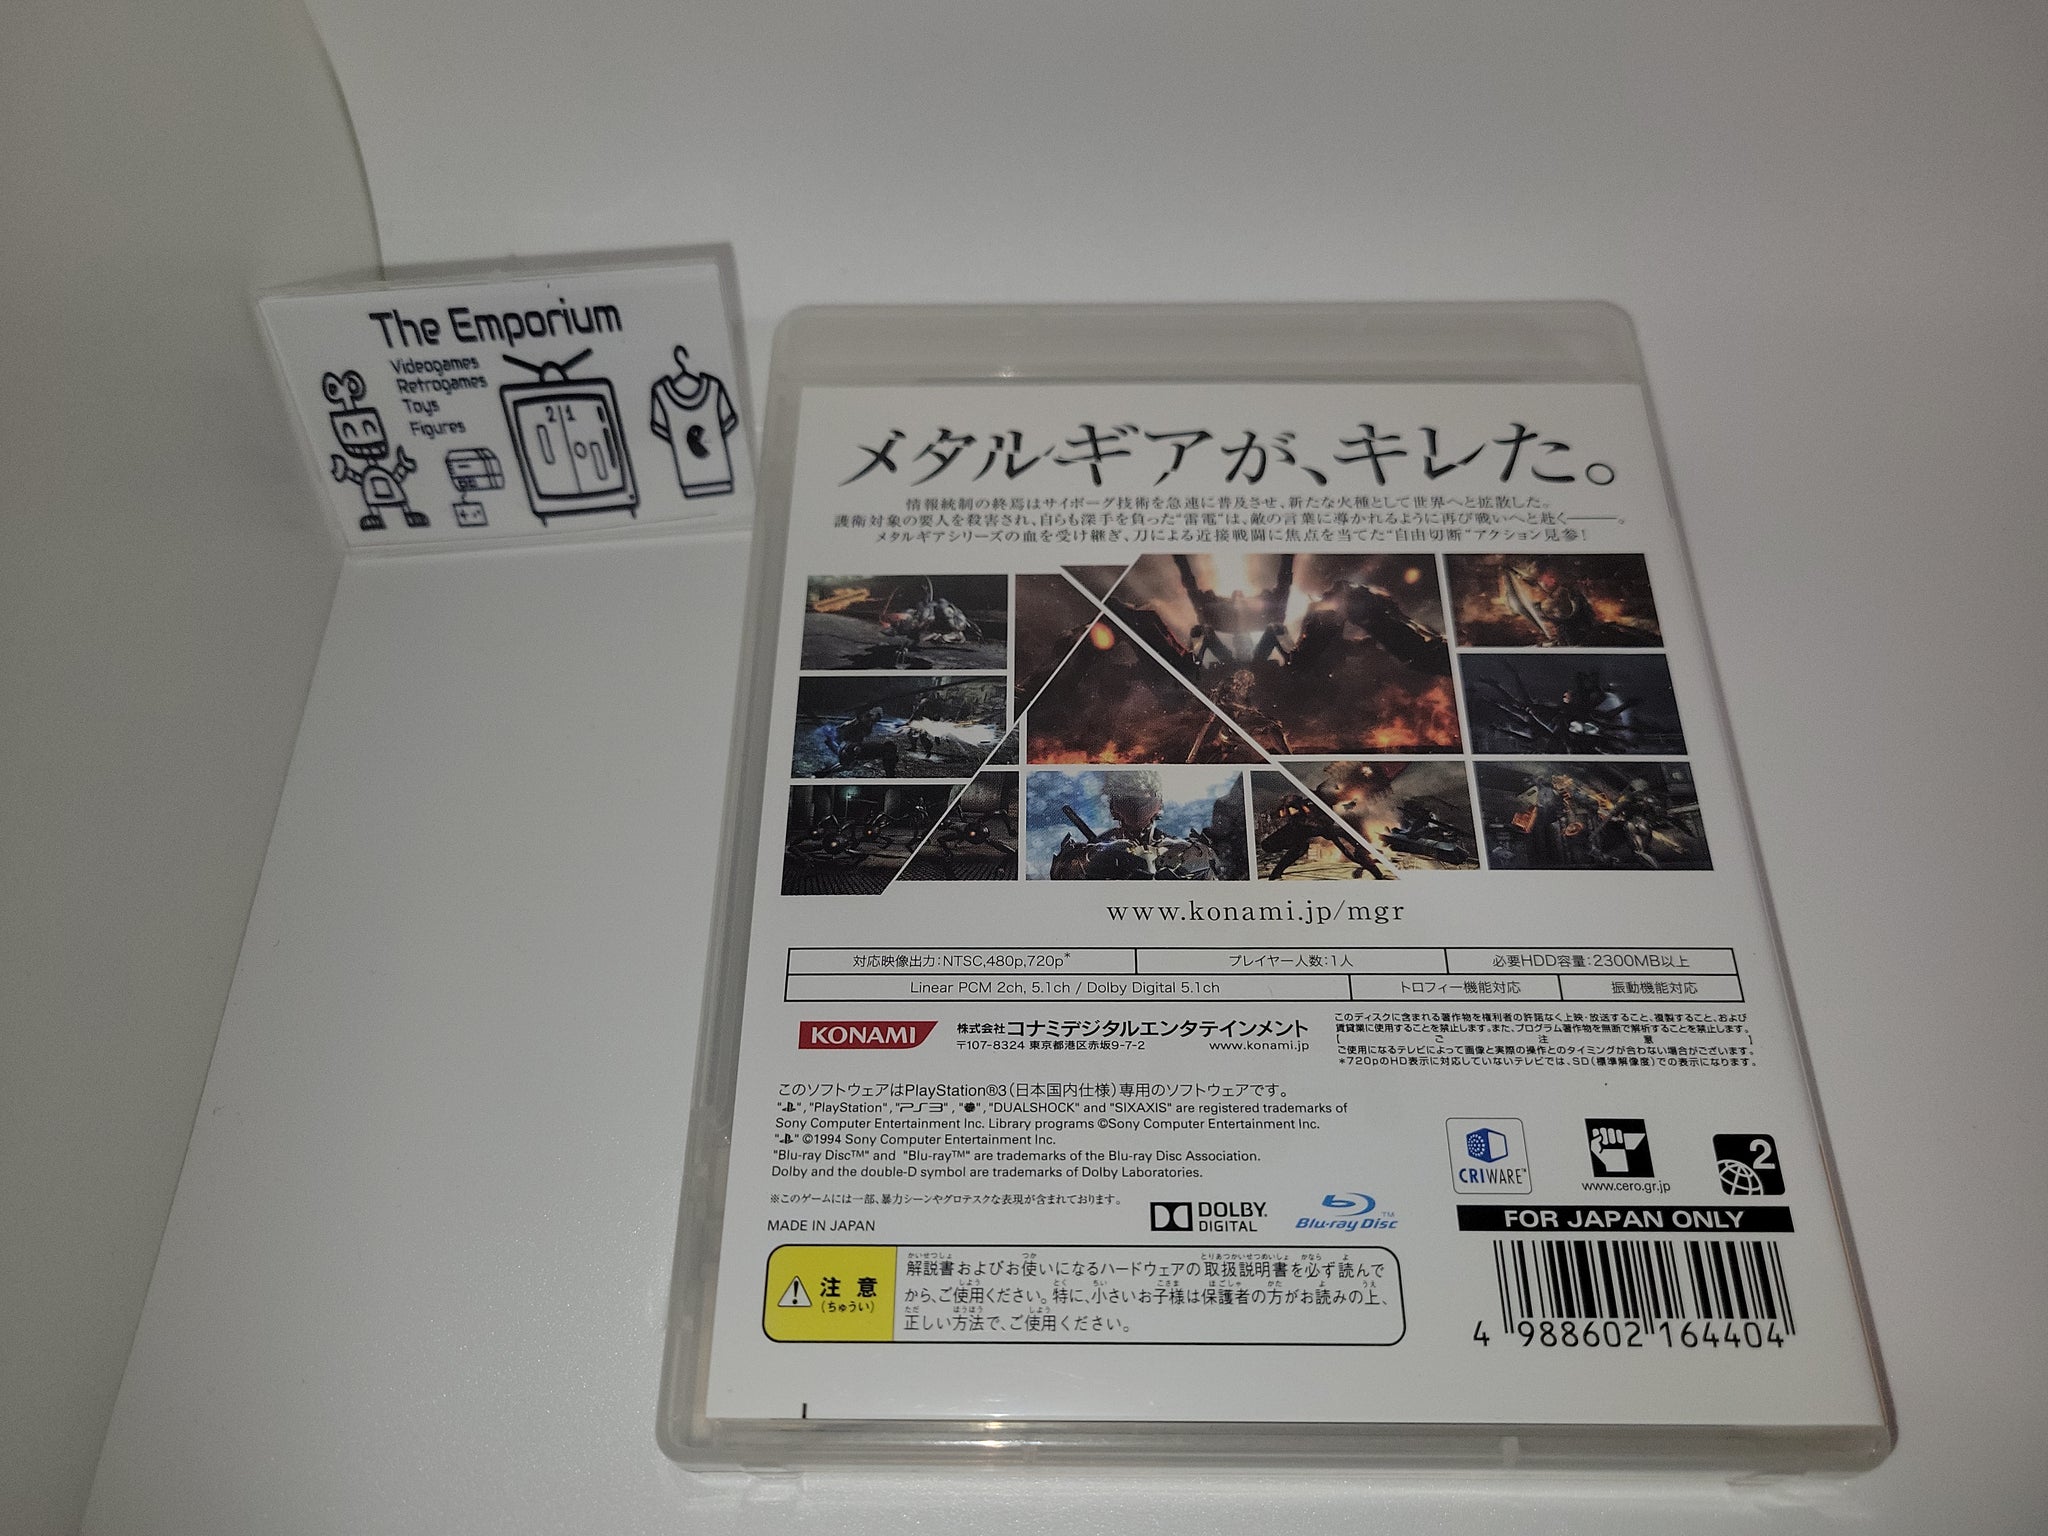 The Emporium
Videogames
Retrogames
Toys
Figures
2 1
メタルギアが、キレた。
情報統制の終焉はサイボーグ技術を急速に普及させ、新たな火種として世界へと拡散した。
護衛対象の要人を殺害され、自らも深手を負った"雷電"は、敵の言葉に導かれるように再び戦いへと赴く―――。
メタルギアシリーズの血を受け継ぎ、刀による近接戦闘に焦点を当てた"自由切断"アクション見参！
www.konami.jp/mgr
対応映像出力:NTSC,480p,720p* プレイヤー人数:1人 必要HDD容量:2300MB以上
Linear PCM 2ch, 5.1ch / Dolby Digital 5.1ch トロフィー機能対応 振動機能対応
KONAMI
株式会社コナミデジタルエンタテインメント
〒107-8324 東京都港区赤坂9-7-2 www.konami.jp
このディスクに含まれる著作物を権利者の許諾なく上映・放送すること、複製すること、および
賃貸業に使用することを禁止します。また、プログラム著作物を無断で解析することを禁止します。
[ご注意]
ご使用になるテレビによって画像と実際の操作とのタイミングが合わない場合がございます。
*720pのHD表示に対応していないテレビでは、SD(標準解像度)での表示になります。
このソフトウェアはPlayStation®3(日本国内仕様)専用のソフトウェアです。
" ", "PlayStation", "PS3", " ", "DUALSHOCK" and "SIXAXIS" are registered trademarks of
Sony Computer Entertainment Inc. Library programs ©Sony Computer Entertainment Inc.
" " ©1994 Sony Computer Entertainment Inc.
"Blu-ray Disc™" and "Blu-ray™" are trademarks of the Blu-ray Disc Association.
Dolby and the double-D symbol are trademarks of Dolby Laboratories.
※このゲームには一部、暴力シーンやグロテスクな表現が含まれております。
MADE IN JAPAN
DOLBY
DIGITAL
Blu-ray Disc™
CRIWARE™
www.cero.gr.jp
2
FOR JAPAN ONLY
注意
(ちゅうい)
解説書およびお使いになるハードウェアの取扱説明書を必ず読んで
から、ご使用ください。特に、小さいお子様は保護者の方がお読みの上、
正しい方法で、ご使用ください。
4 988602 164404